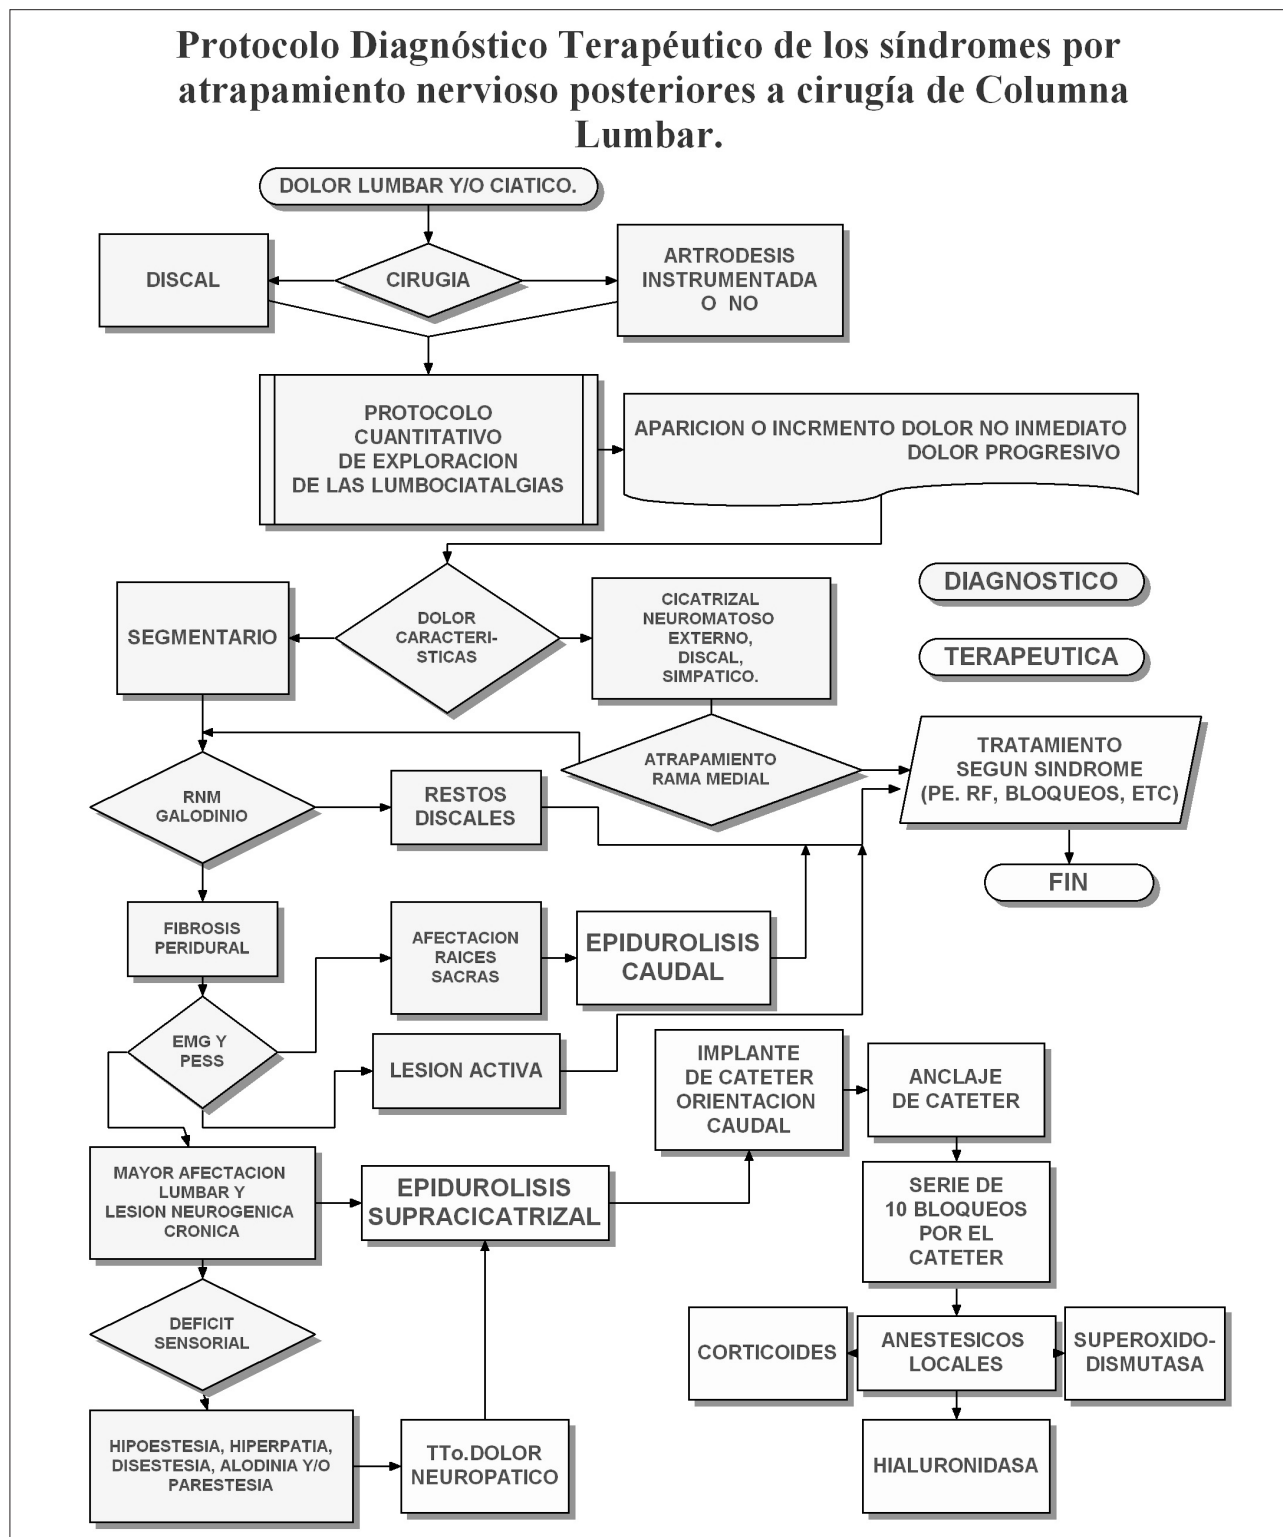 Protocolo Diagnóstico Terapéutico de los síndromes por
atrapamiento nervioso posteriores a cirugía de Columna
Lumbar.
DOLOR LUMBAR Y/O CIATICO.
DISCAL
CIRUGIA
ARTRODESIS
INSTRUMENTADA
O NO
PROTOCOLO
CUANTITATIVO
DE EXPLORACION
DE LAS LUMBOCIATALGIAS
APARICION O INCRMENTO DOLOR NO INMEDIATO
DOLOR PROGRESIVO
SEGMENTARIO
DOLOR
CARACTERI-
STICAS
CICATRIZAL
NEUROMATOSO
EXTERNO,
DISCAL,
SIMPATICO.
DIAGNOSTICO
TERAPEUTICA
ATRAPAMIENTO
RAMA MEDIAL
TRATAMIENTO
SEGUN SINDROME
(PE. RF, BLOQUEOS, ETC)
FIN
RNM
GALODINIO
RESTOS
DISCALES
FIBROSIS
PERIDURAL
AFECTACION
RAICES
SACRAS
EPIDUROLISIS
CAUDAL
EMG Y
PESS
LESION ACTIVA
IMPLANTE
DE CATETER
ORIENTACION
CAUDAL
ANCLAJE
DE CATETER
MAYOR AFECTACION
LUMBAR Y
LESION NEUROGENICA
CRONICA
EPIDUROLISIS
SUPRACICATRIZAL
SERIE DE
10 BLOQUEOS
POR EL
CATETER
DEFICIT
SENSORIAL
CORTICOIDES
ANESTESICOS
LOCALES
SUPEROXIDO-
DISMUTASA
HIPOESTESIA, HIPERPATIA,
DISESTESIA, ALODINIA Y/O
PARESTESIA
TTo.DOLOR
NEUROPATICO
HIALURONIDASA